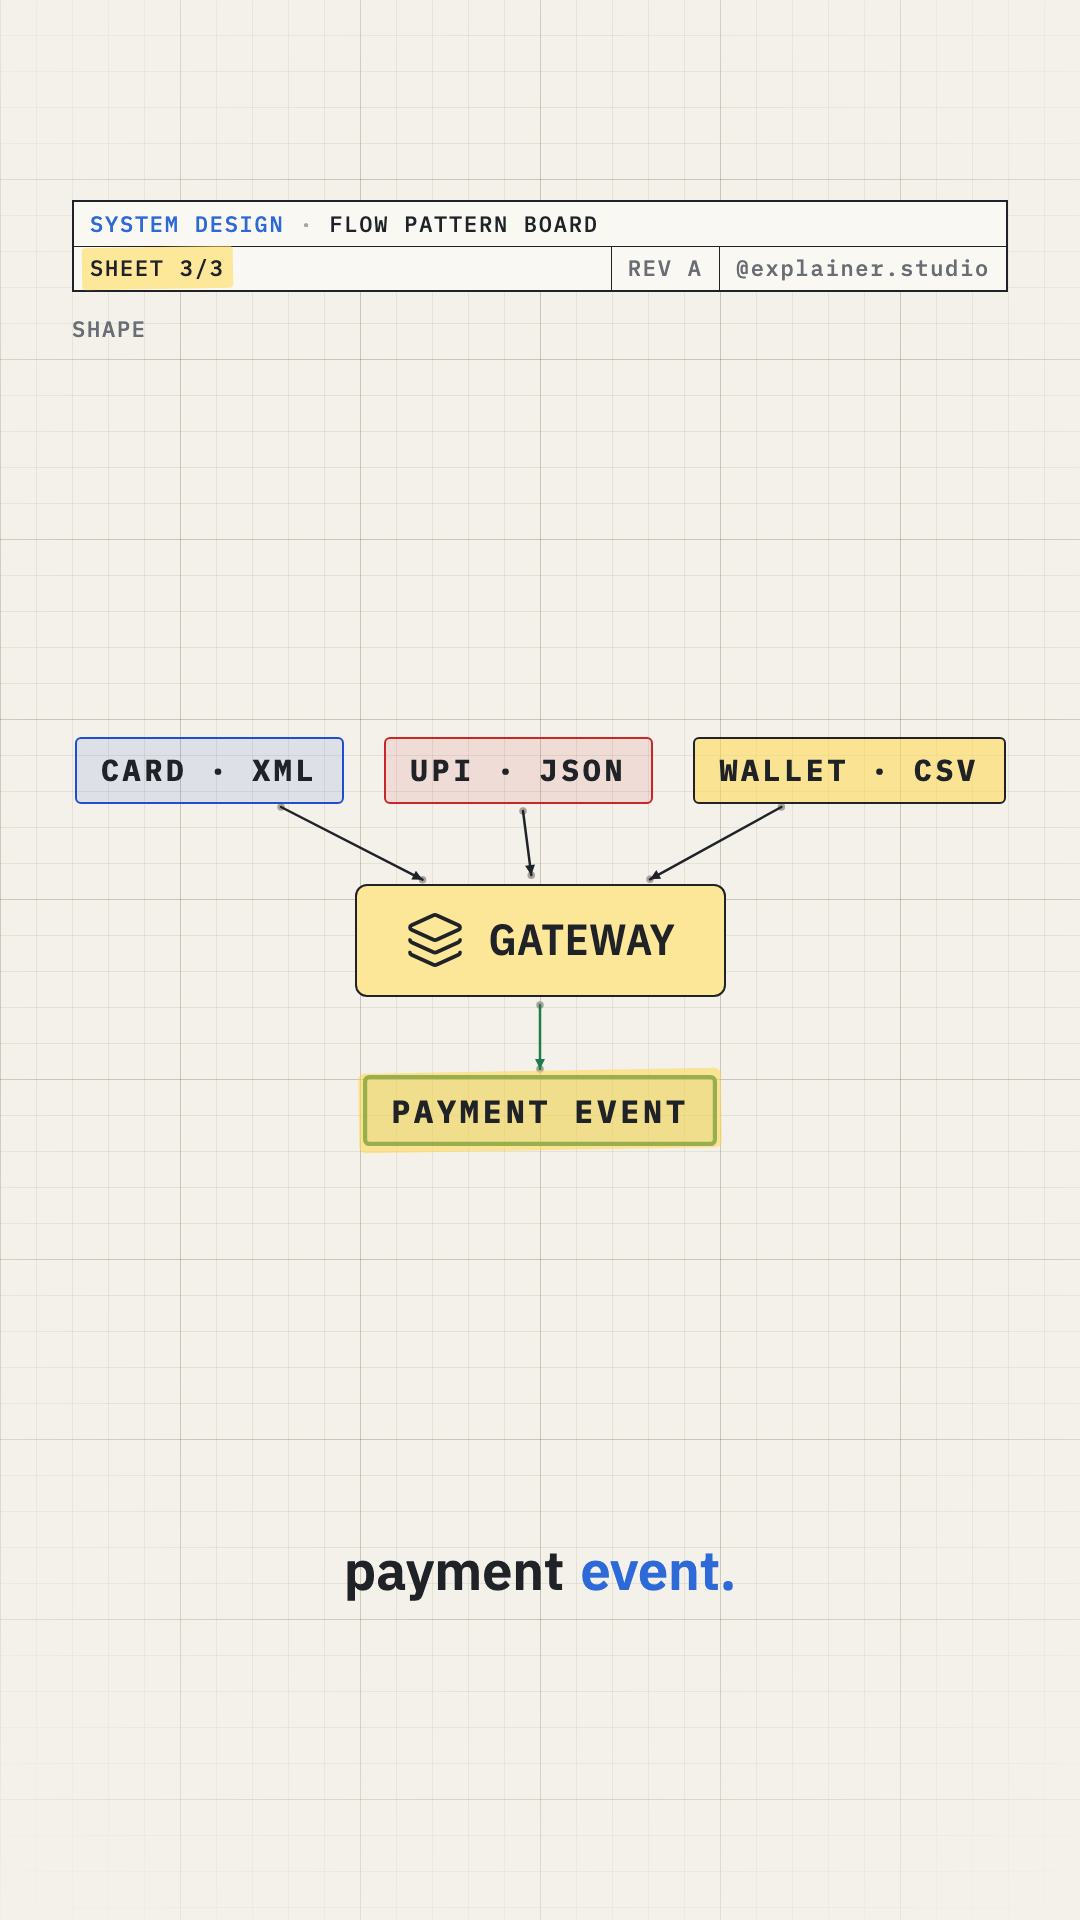 SYSTEM DESIGN · FLOW PATTERN BOARD
SHEET 3/3 REV A @explainer.studio
SHAPE
CARD · XML UPI · JSON WALLET · CSV
GATEWAY
PAYMENT EVENT
payment event.